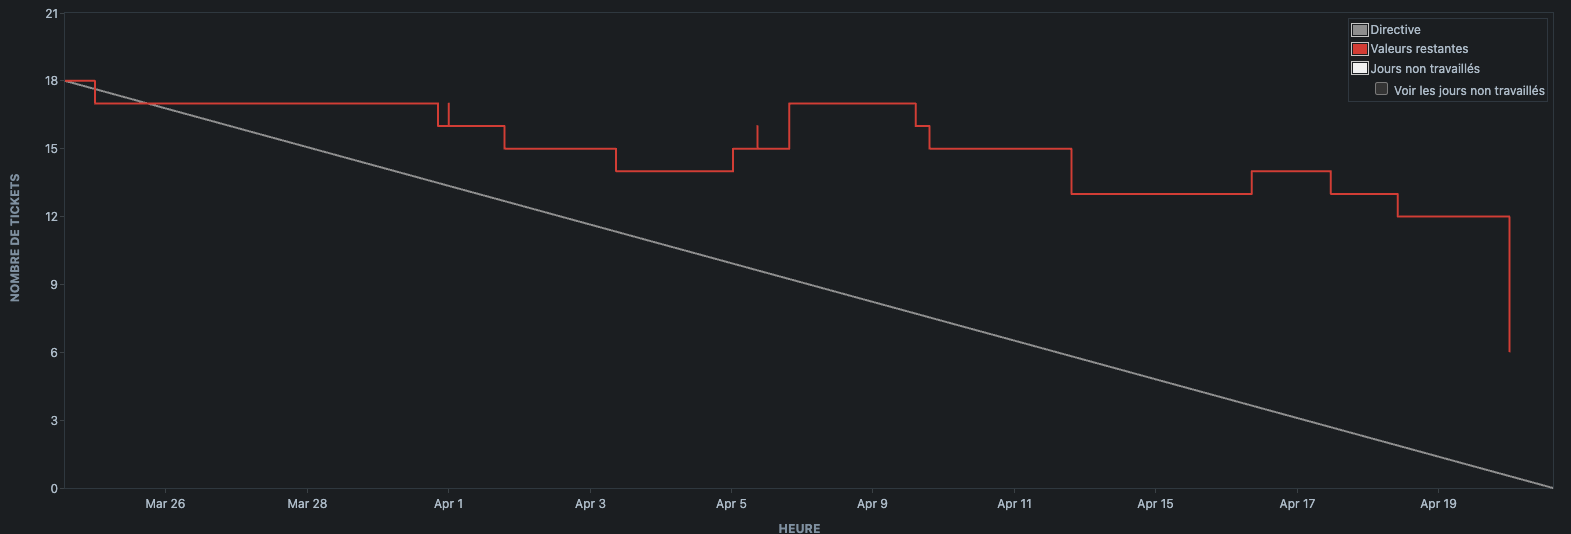 21
18
15
12
9
6
3
0
NOMBRE DE TICKETS
Directive
Valeurs restantes
Jours non travaillés
Voir les jours non travaillés
Mar 26 Mar 28 Apr 1 Apr 3 Apr 5 Apr 9 Apr 11 Apr 15 Apr 17 Apr 19
HEURE